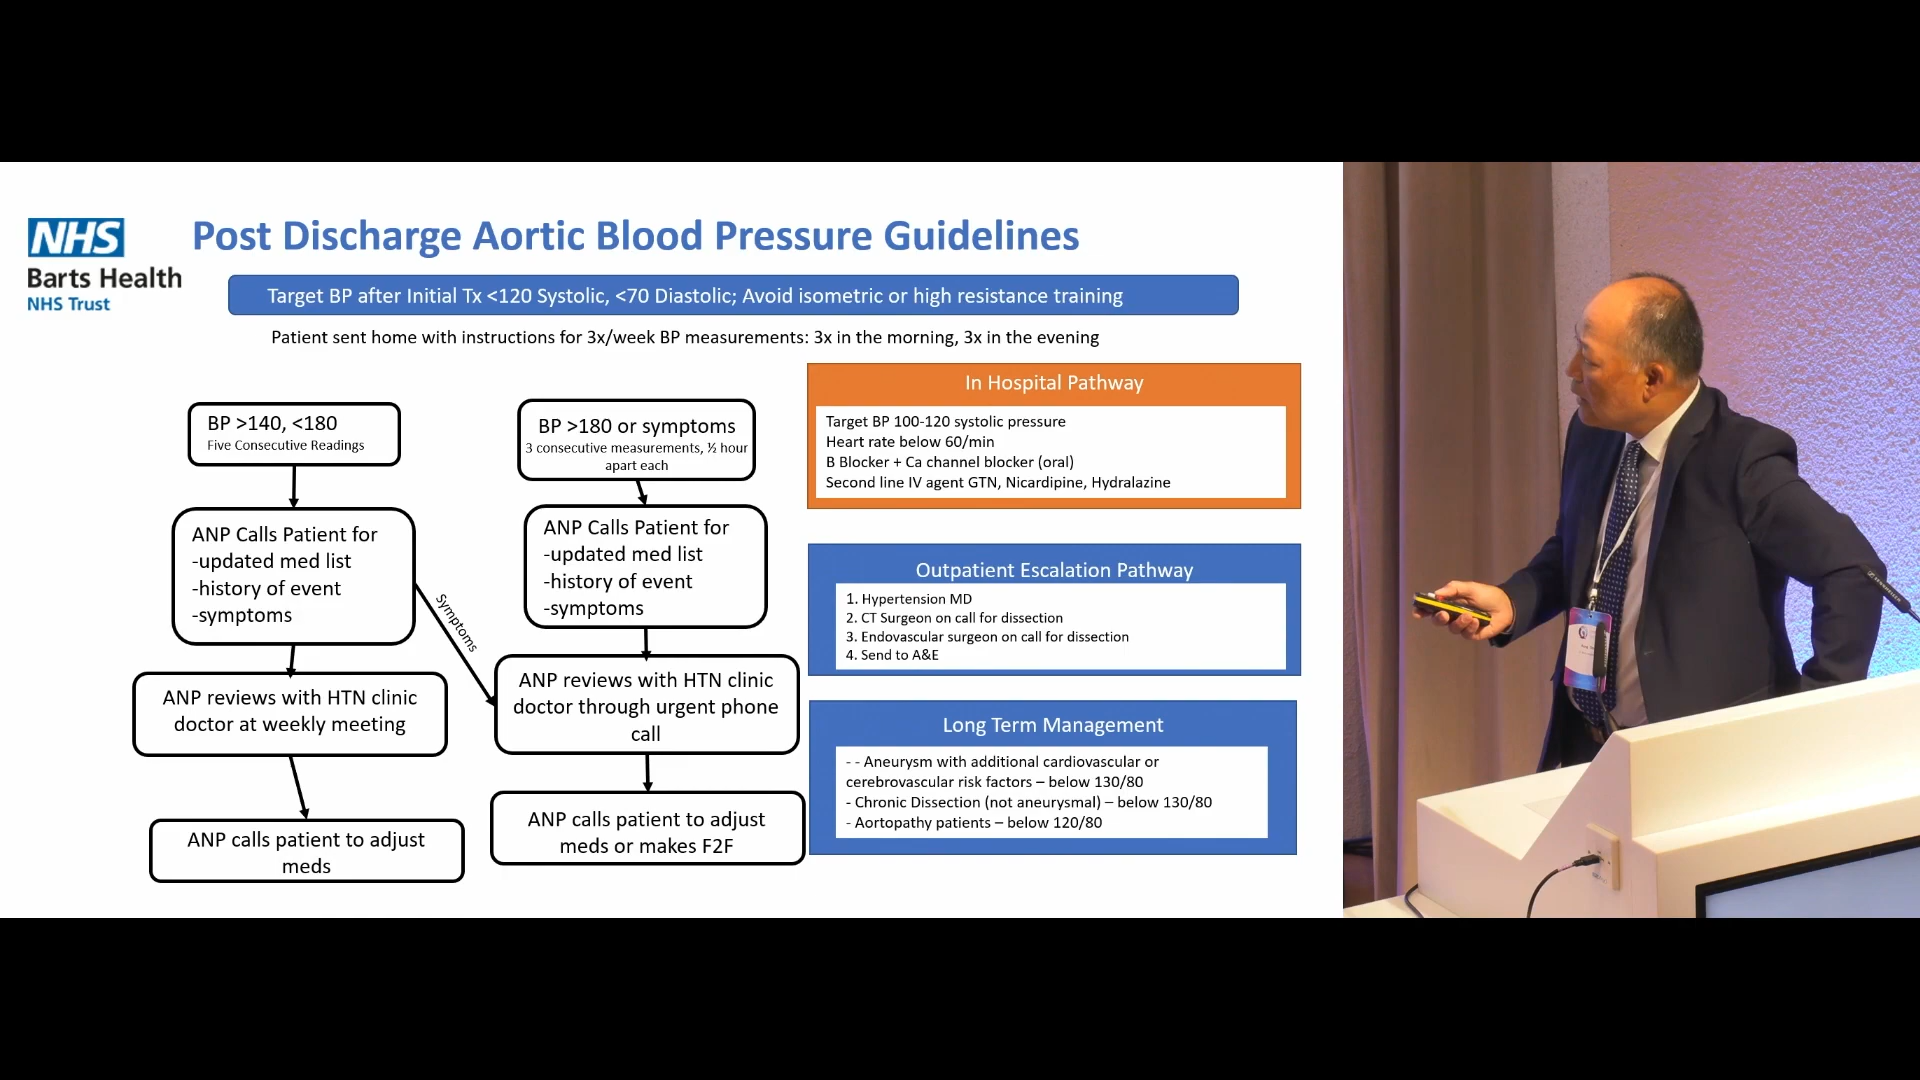 NHS
Barts Health
NHS Trust
Post Discharge Aortic Blood Pressure Guidelines
Target BP after Initial Tx <120 Systolic, <70 Diastolic; Avoid isometric or high resistance training
Patient sent home with instructions for 3x/week BP measurements: 3x in the morning, 3x in the evening
BP >140, <180
Five Consecutive Readings
ANP Calls Patient for
-updated med list
-history of event
-symptoms
Symptoms
ANP reviews with HTN clinic
doctor at weekly meeting
ANP calls patient to adjust
meds
BP >180 or symptoms
3 consecutive measurements, ½ hour
apart each
ANP Calls Patient for
-updated med list
-history of event
-symptoms
ANP reviews with HTN clinic
doctor through urgent phone
call
ANP calls patient to adjust
meds or makes F2F
In Hospital Pathway
Target BP 100-120 systolic pressure
Heart rate below 60/min
B Blocker + Ca channel blocker (oral)
Second line IV agent GTN, Nicardipine, Hydralazine
Outpatient Escalation Pathway
1. Hypertension MD
2. CT Surgeon on call for dissection
3. Endovascular surgeon on call for dissection
4. Send to A&E
Long Term Management
- - Aneurysm with additional cardiovascular or
cerebrovascular risk factors – below 130/80
- Chronic Dissection (not aneurysmal) – below 130/80
- Aortopathy patients – below 120/80